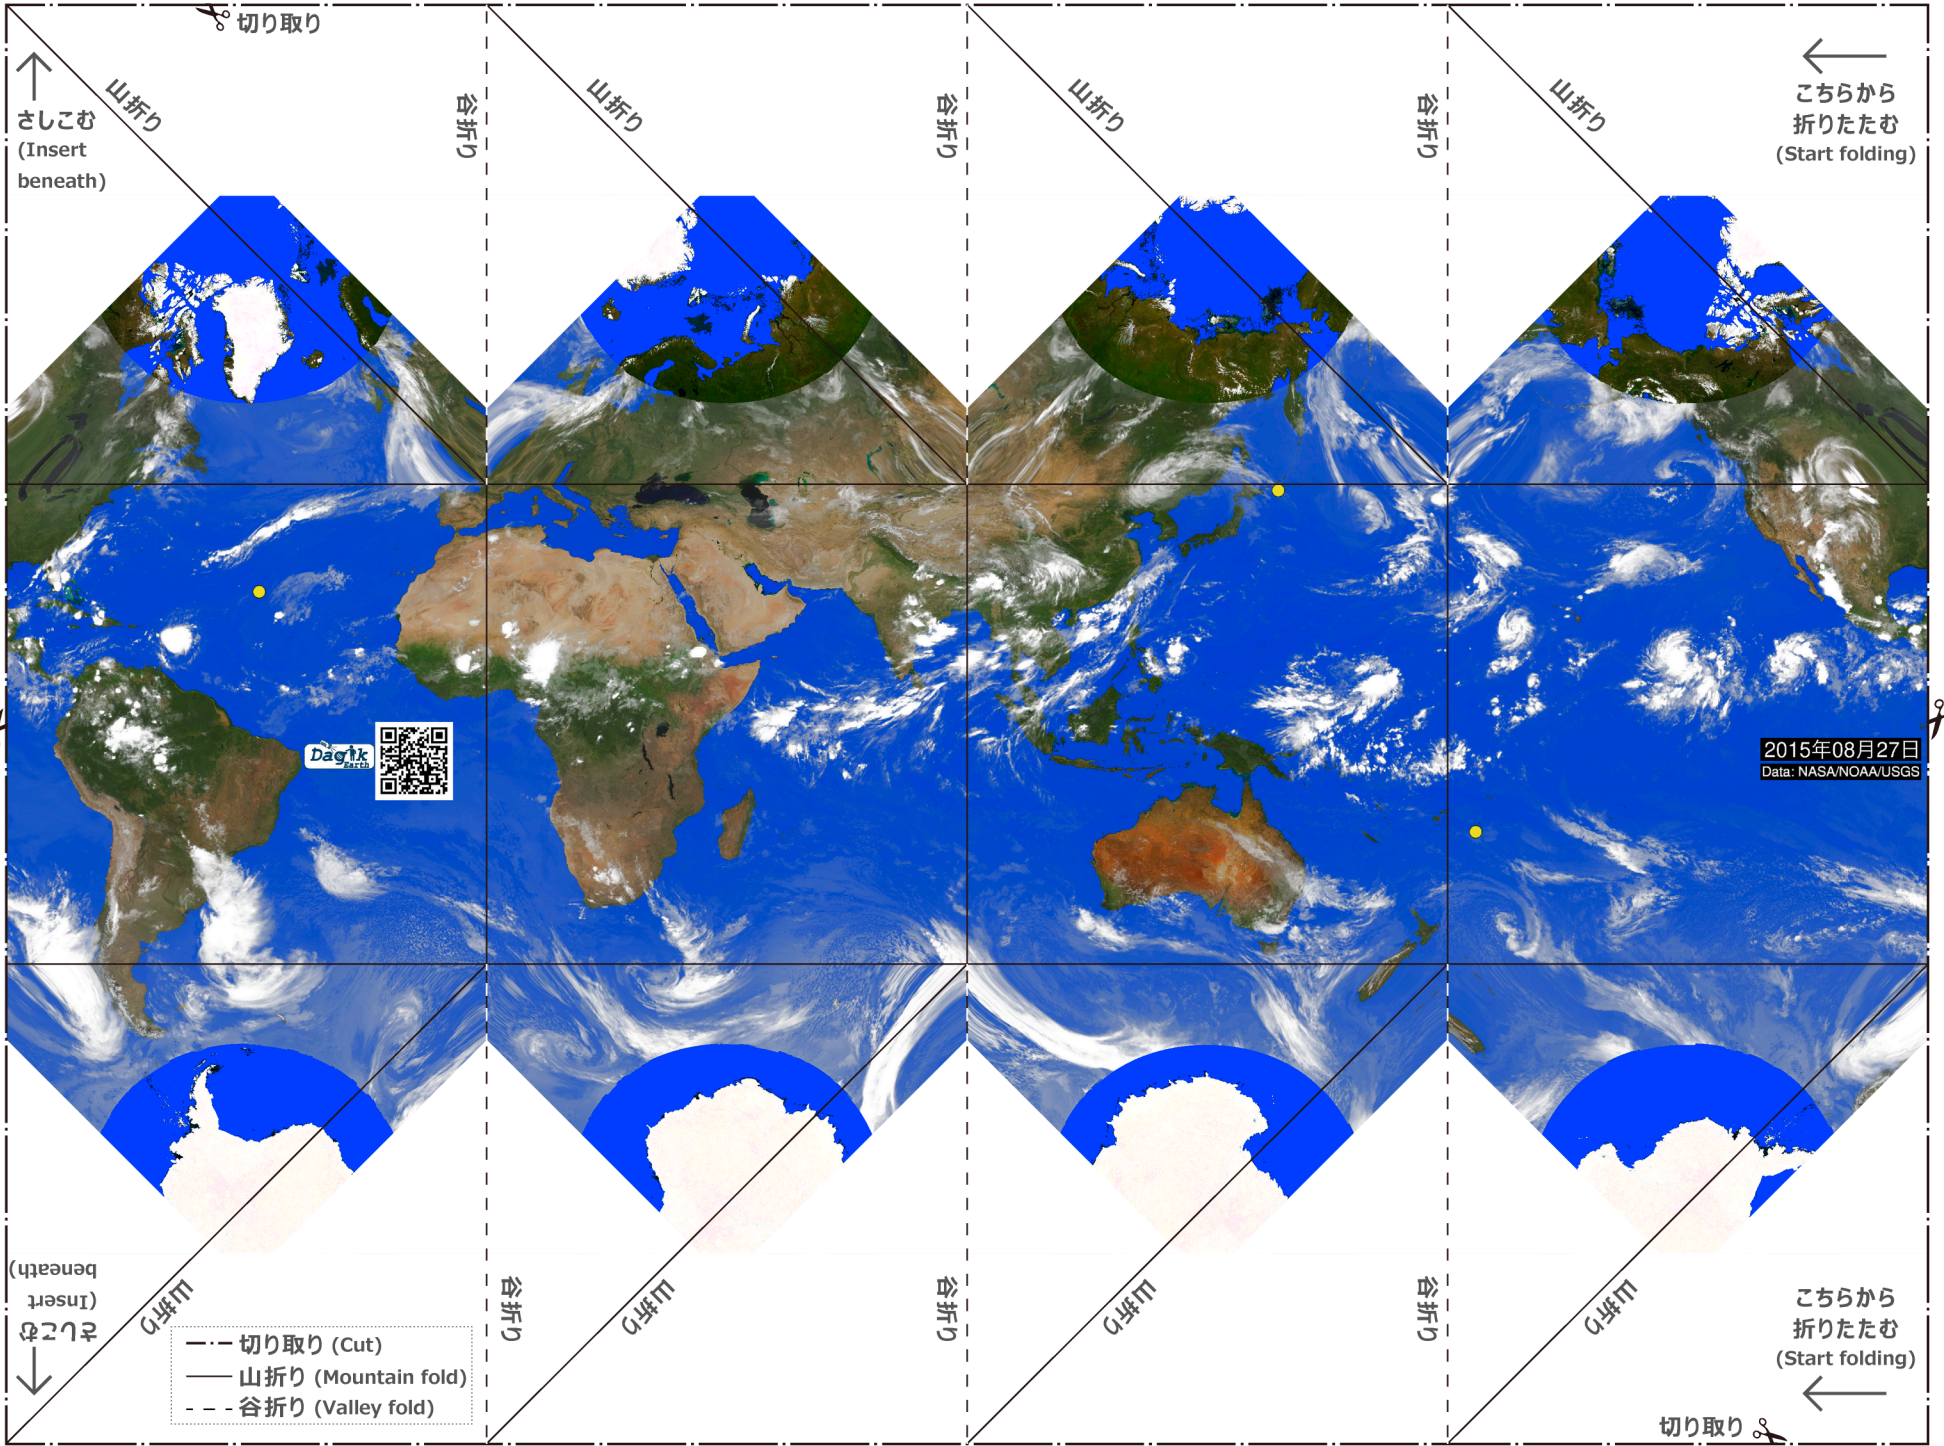 切り取り
山折り
谷折り
山折り
谷折り
山折り
谷折り
山折り
さしこむ
(Insert
beneath)
こちらから
折りたたむ
(Start folding)
Dagik
Earth
2015年08月27日
Data: NASA/NOAA/USGS
さしこむ
(Insert
beneath)
山折り
谷折り
山折り
谷折り
山折り
谷折り
山折り
切り取り (Cut)
山折り (Mountain fold)
谷折り (Valley fold)
こちらから
折りたたむ
(Start folding)
切り取り